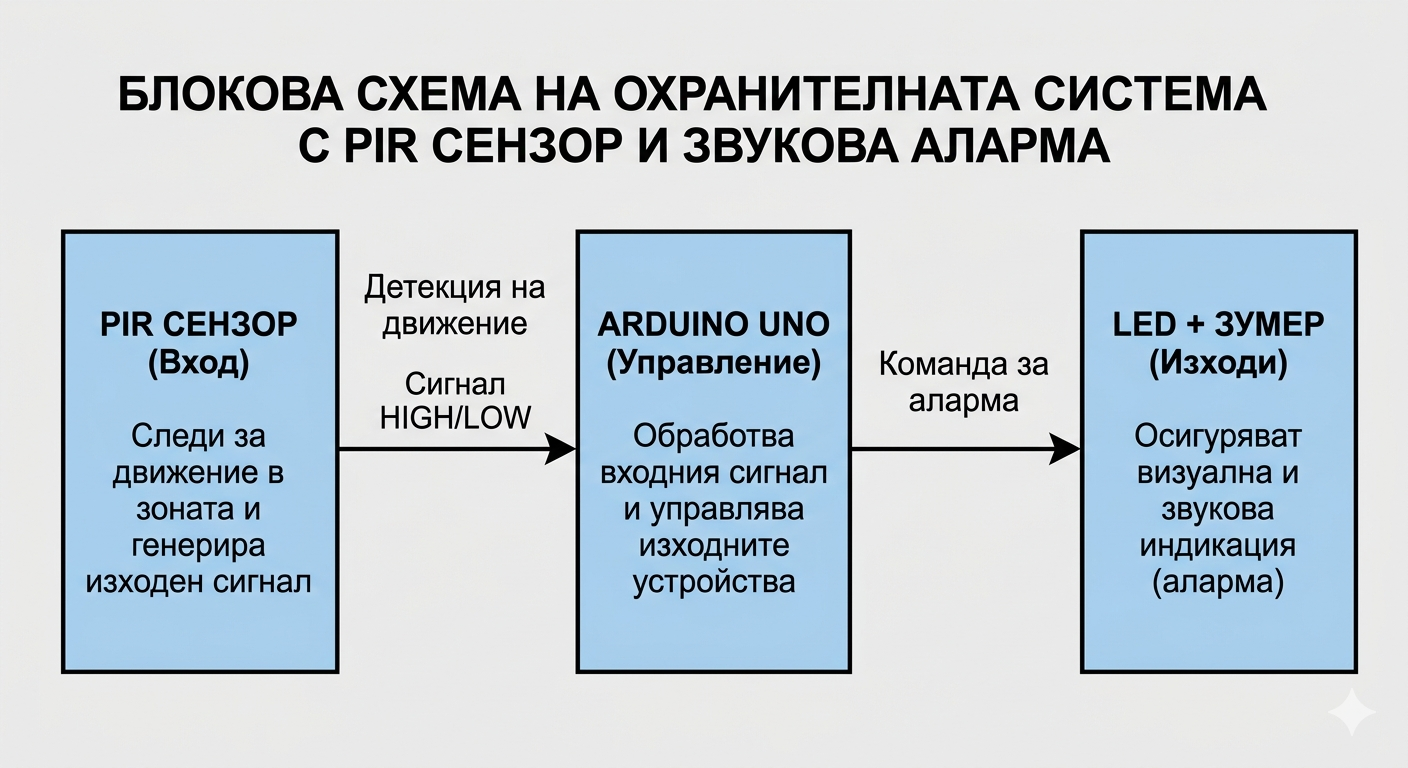 БЛОКОВА СХЕМА НА ОХРАНИТЕЛНАТА СИСТЕМА
С PIR СЕНЗОР И ЗВУКОВА АЛАРМА
PIR СЕНЗОР
(Вход)
Следи за
движение в
зоната и
генерира
изходен сигнал
Детекция на
движение
Сигнал
HIGH/LOW
ARDUINO UNO
(Управление)
Обработва
входния сигнал
и управлява
изходните
устройства
Команда за
аларма
LED + ЗУМЕР
(Изходи)
Осигуряват
визуална и
звукова
индикация
(аларма)